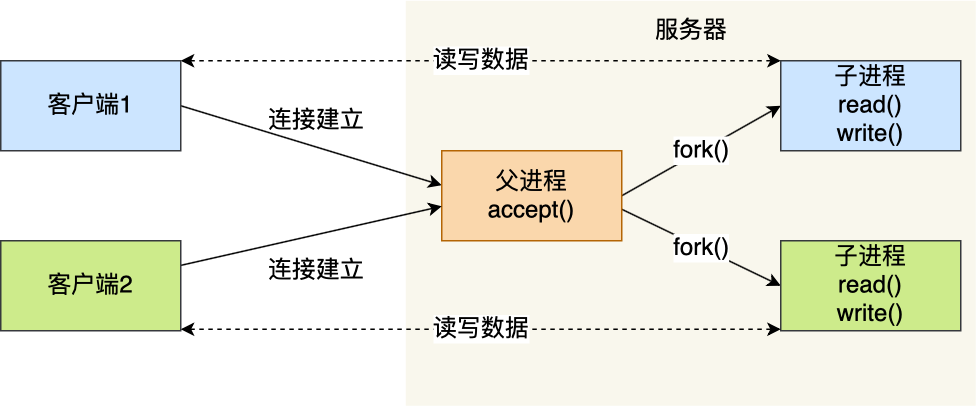 服务器
读写数据
客户端1
子进程
read()
write()
连接建立
fork()
父进程
accept()
fork()
连接建立
客户端2
子进程
read()
write()
读写数据